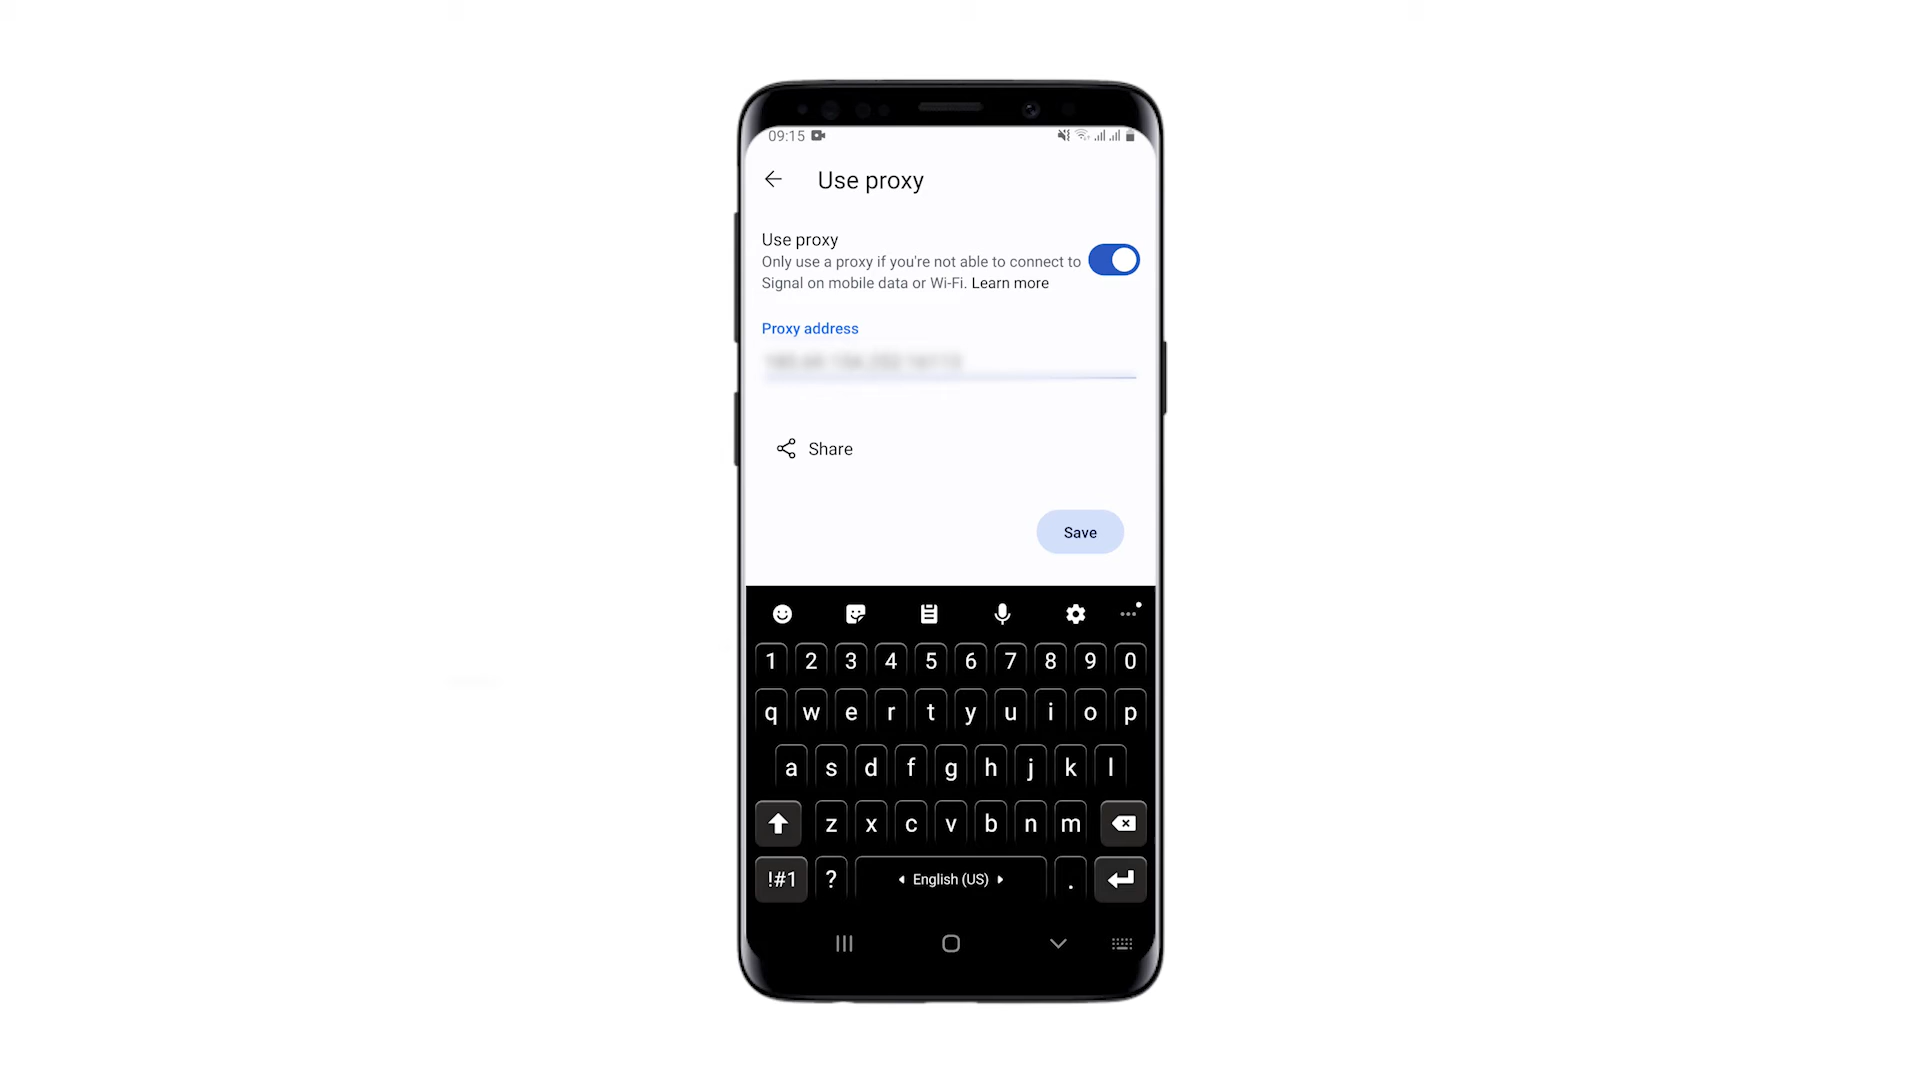 09:15
Use proxy
Use proxy
Only use a proxy if you're not able to connect to
Signal on mobile data or Wi-Fi. Learn more
Proxy address
Share
Save
1 2 3 4 5 6 7 8 9 0
q w e r t y u i o p
a s d f g h j k l
z x c v b n m
!#1 ? English (US) .